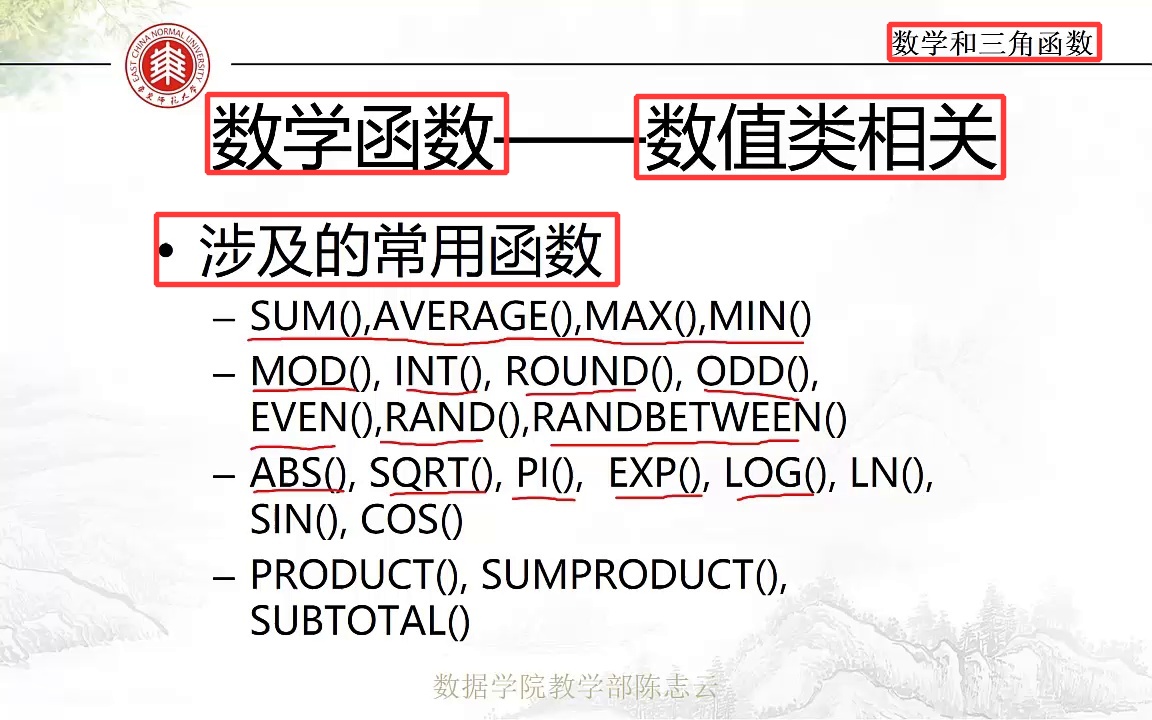 EAST CHINA NORMAL UNIVERSITY
华东师范大学
数学和三角函数
数学函数——数值类相关
• 涉及的常用函数
– SUM(),AVERAGE(),MAX(),MIN()
– MOD(), INT(), ROUND(), ODD(),
EVEN(),RAND(),RANDBETWEEN()
– ABS(), SQRT(), PI(),  EXP(), LOG(), LN(),
SIN(), COS()
– PRODUCT(), SUMPRODUCT(),
SUBTOTAL()
数据学院教学部陈志云